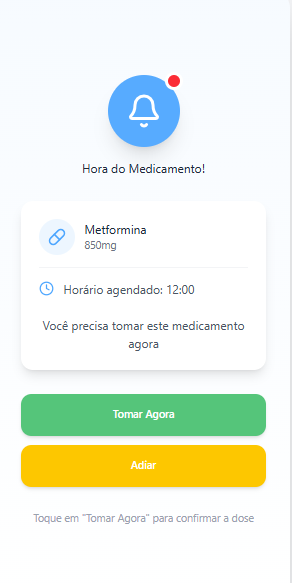 Hora do Medicamento!
Metformina
850mg
Horário agendado: 12:00
Você precisa tomar este medicamento
agora
Tomar Agora
Adiar
Toque em "Tomar Agora" para confirmar a dose